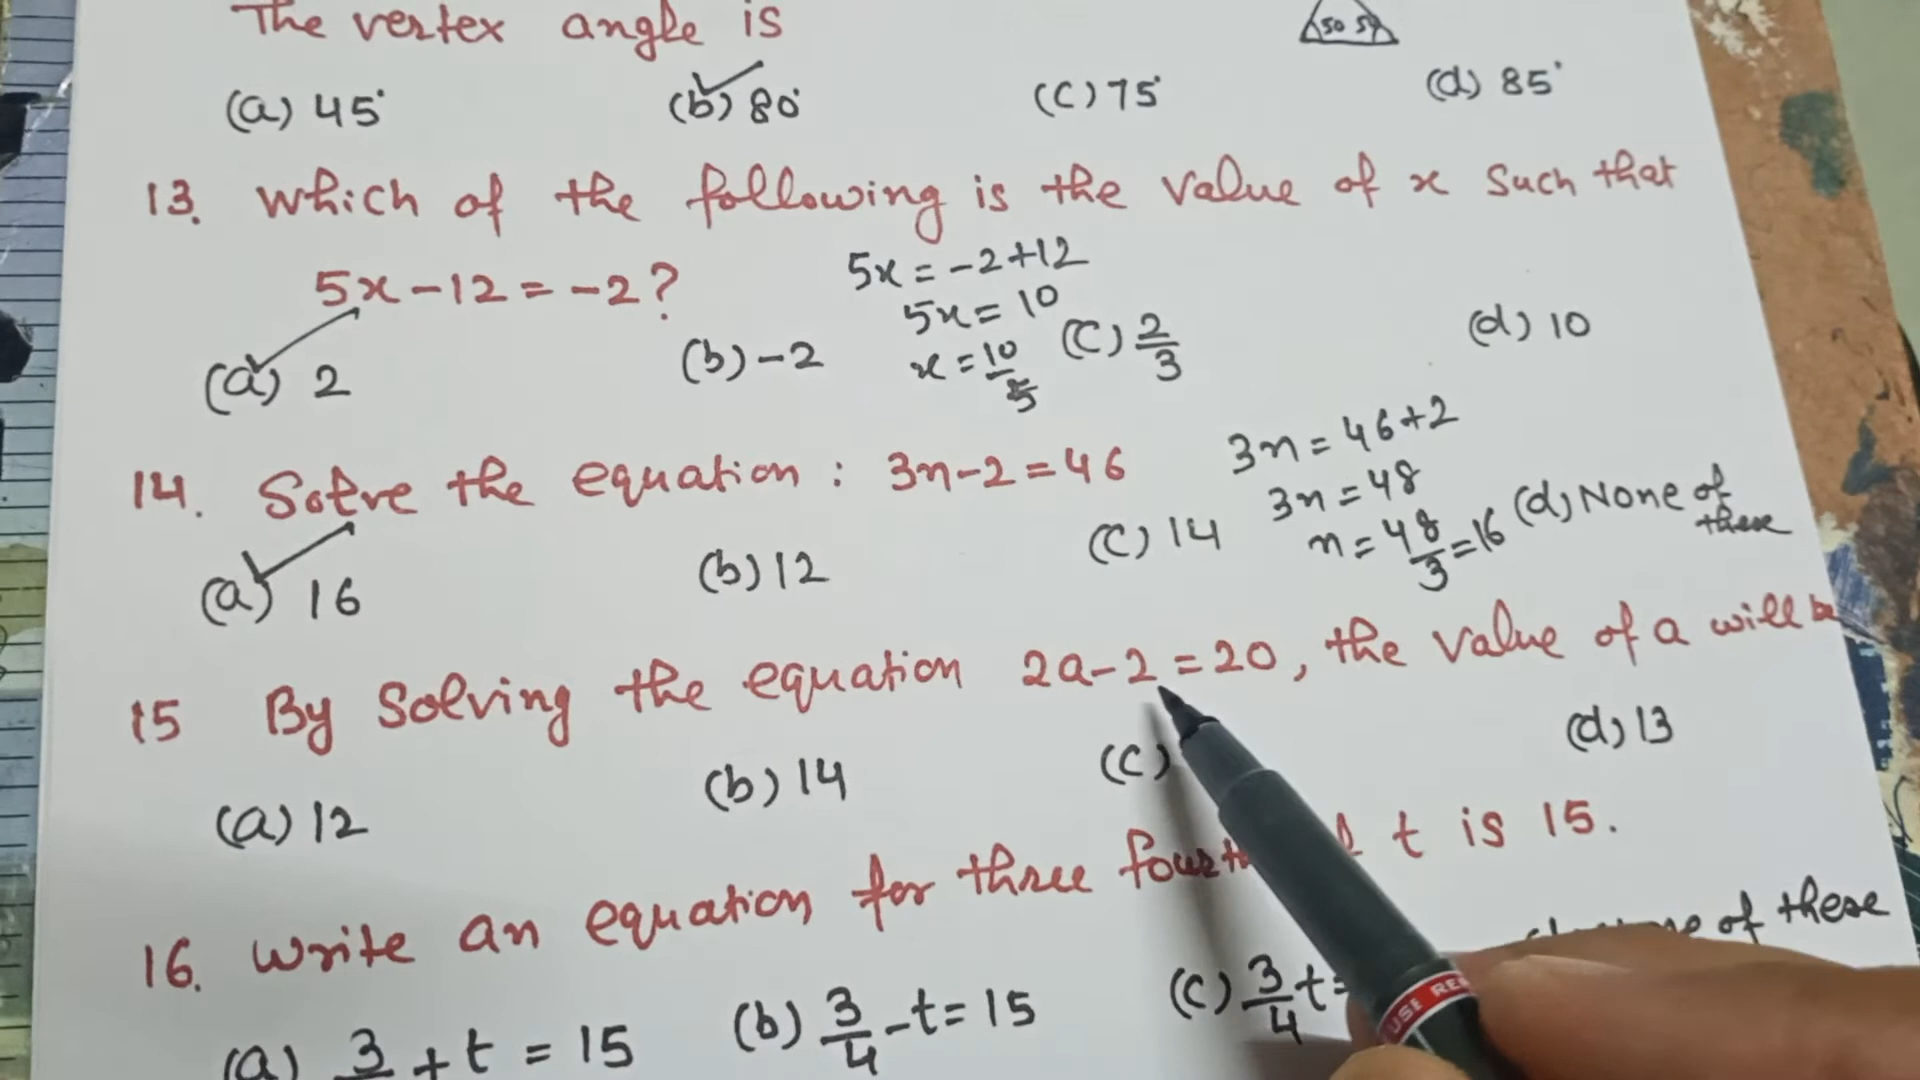 The vertex angle is
50 50
(a) 45° (b) 80° (c) 75° (d) 85°
13. Which of the following is the value of x such that
5x-12=-2?
5x=-2+12
5x=10
x=10/5
(a) 2 (b) -2 (c) 2/3 (d) 10
14. Solve the equation: 3n-2=46
3n=46+2
3n=48
n=48/3=16
(a) 16 (b) 12 (c) 14 (d) None of these
15 By solving the equation 2a-2=20, the value of a will be
(a) 12 (b) 14 (c) (d) 13
16. Write an equation for three fourth t is 15.
(a) 3 + t = 15 (b) 3/4 - t = 15 (c) 3/4 t= of these
USE